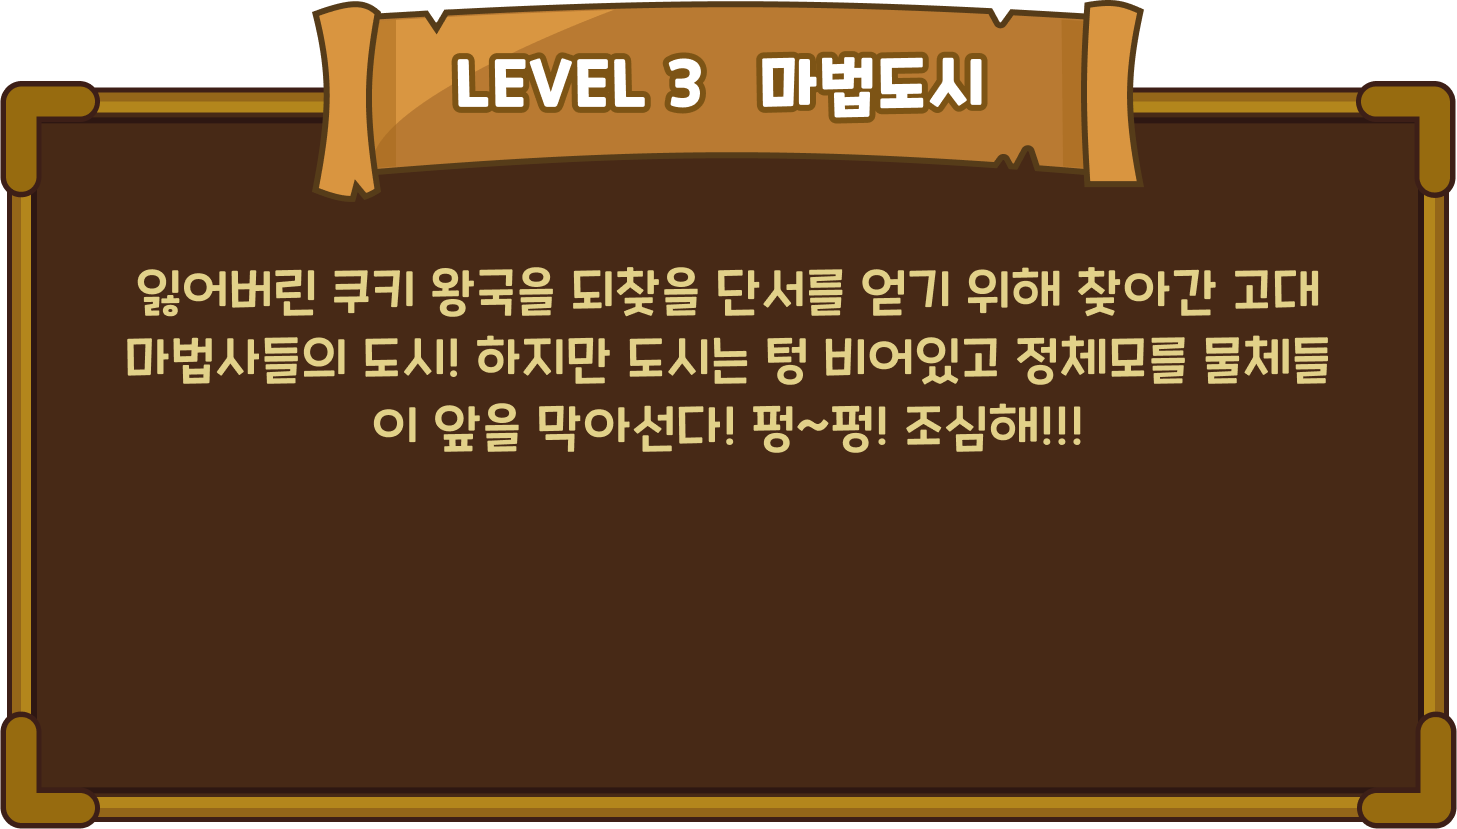 LEVEL 3 마법도시
잃어버린 쿠키 왕국을 되찾을 단서를 얻기 위해 찾아간 고대
마법사들의 도시! 하지만 도시는 텅 비어있고 정체모를 물체들
이 앞을 막아선다! 펑~펑! 조심해!!!